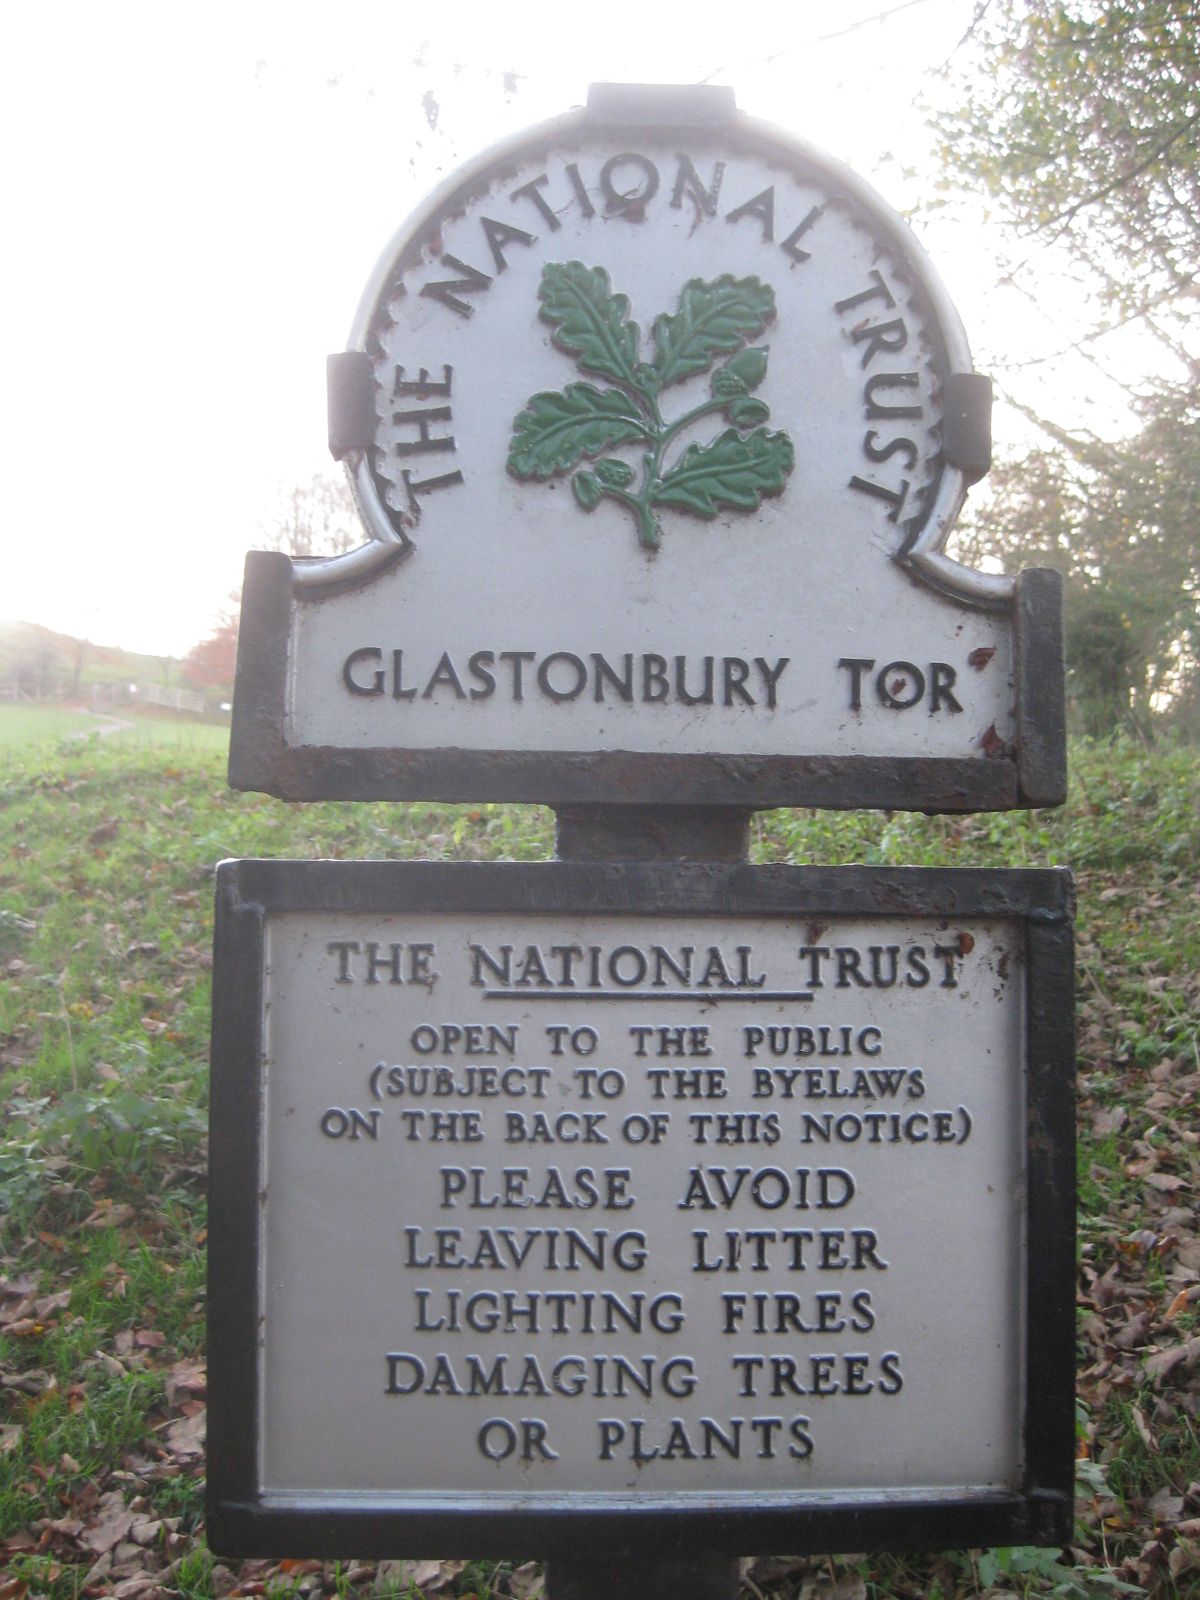 THE NATIONAL TRUST
GLASTONBURY TOR
THE NATIONAL TRUST
OPEN TO THE PUBLIC
(SUBJECT TO THE BYELAWS
ON THE BACK OF THIS NOTICE)
PLEASE AVOID
LEAVING LITTER
LIGHTING FIRES
DAMAGING TREES
OR PLANTS